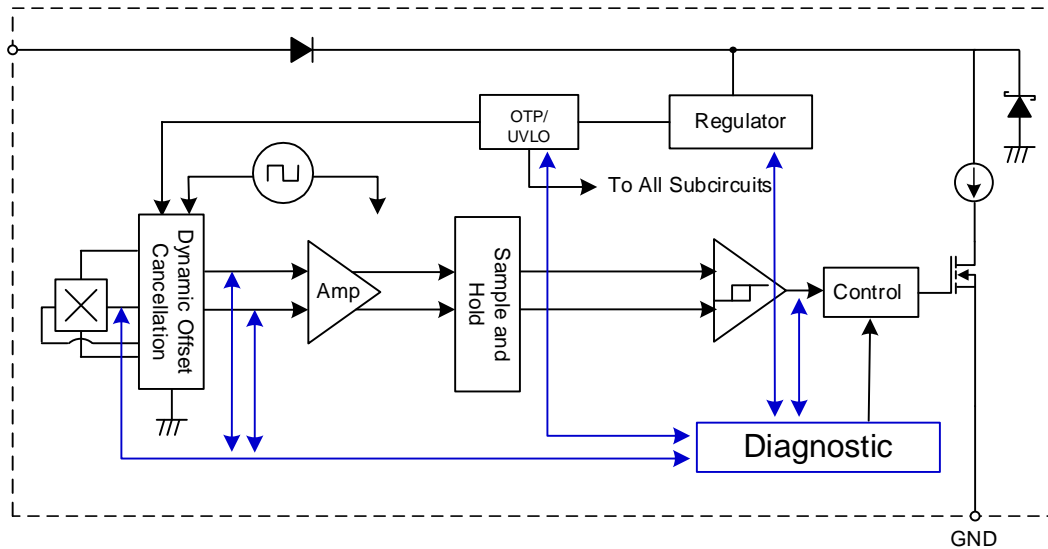 OTP/
UVLO
Regulator
To All Subcircuits
Dynamic Offset
Cancellation
Amp
Sample and
Hold
Control
Diagnostic
GND